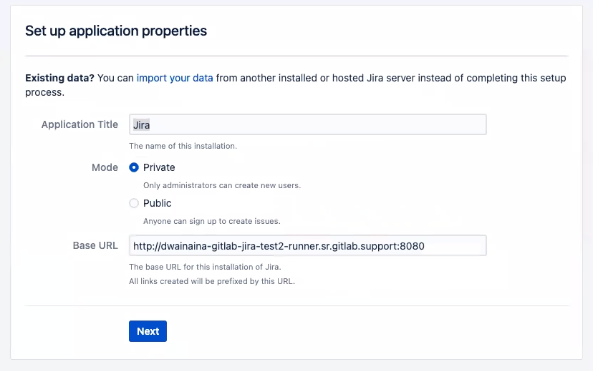 Set up application properties
Existing data? You can import your data from another installed or hosted Jira server instead of completing this setup
process.
Application Title Jira
The name of this installation.
Mode Private
Only administrators can create new users.
Public
Anyone can sign up to create issues.
Base URL http://dwainaina-gitlab-jira-test2-runner.sr.gitlab.support:8080
The base URL for this installation of Jira.
All links created will be prefixed by this URL.
Next